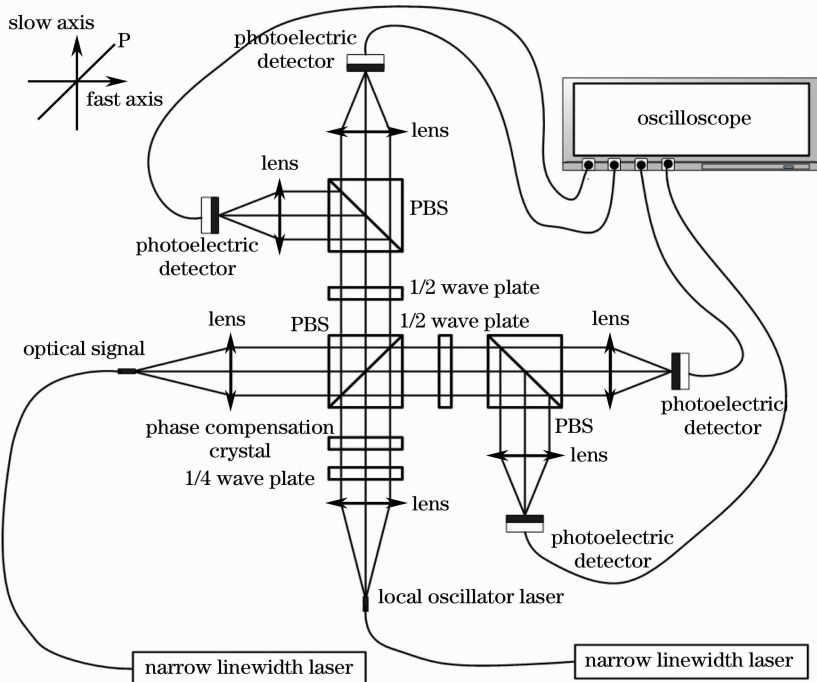 slow axis
P
fast axis
photoelectric
detector
oscilloscope
lens
lens
PBS
photoelectric
detector
1/2 wave plate
lens
PBS
1/2 wave plate
lens
optical signal
photoelectric
detector
phase compensation
crystal
PBS
lens
1/4 wave plate
lens
photoelectric
detector
local oscillator laser
narrow linewidth laser
narrow linewidth laser